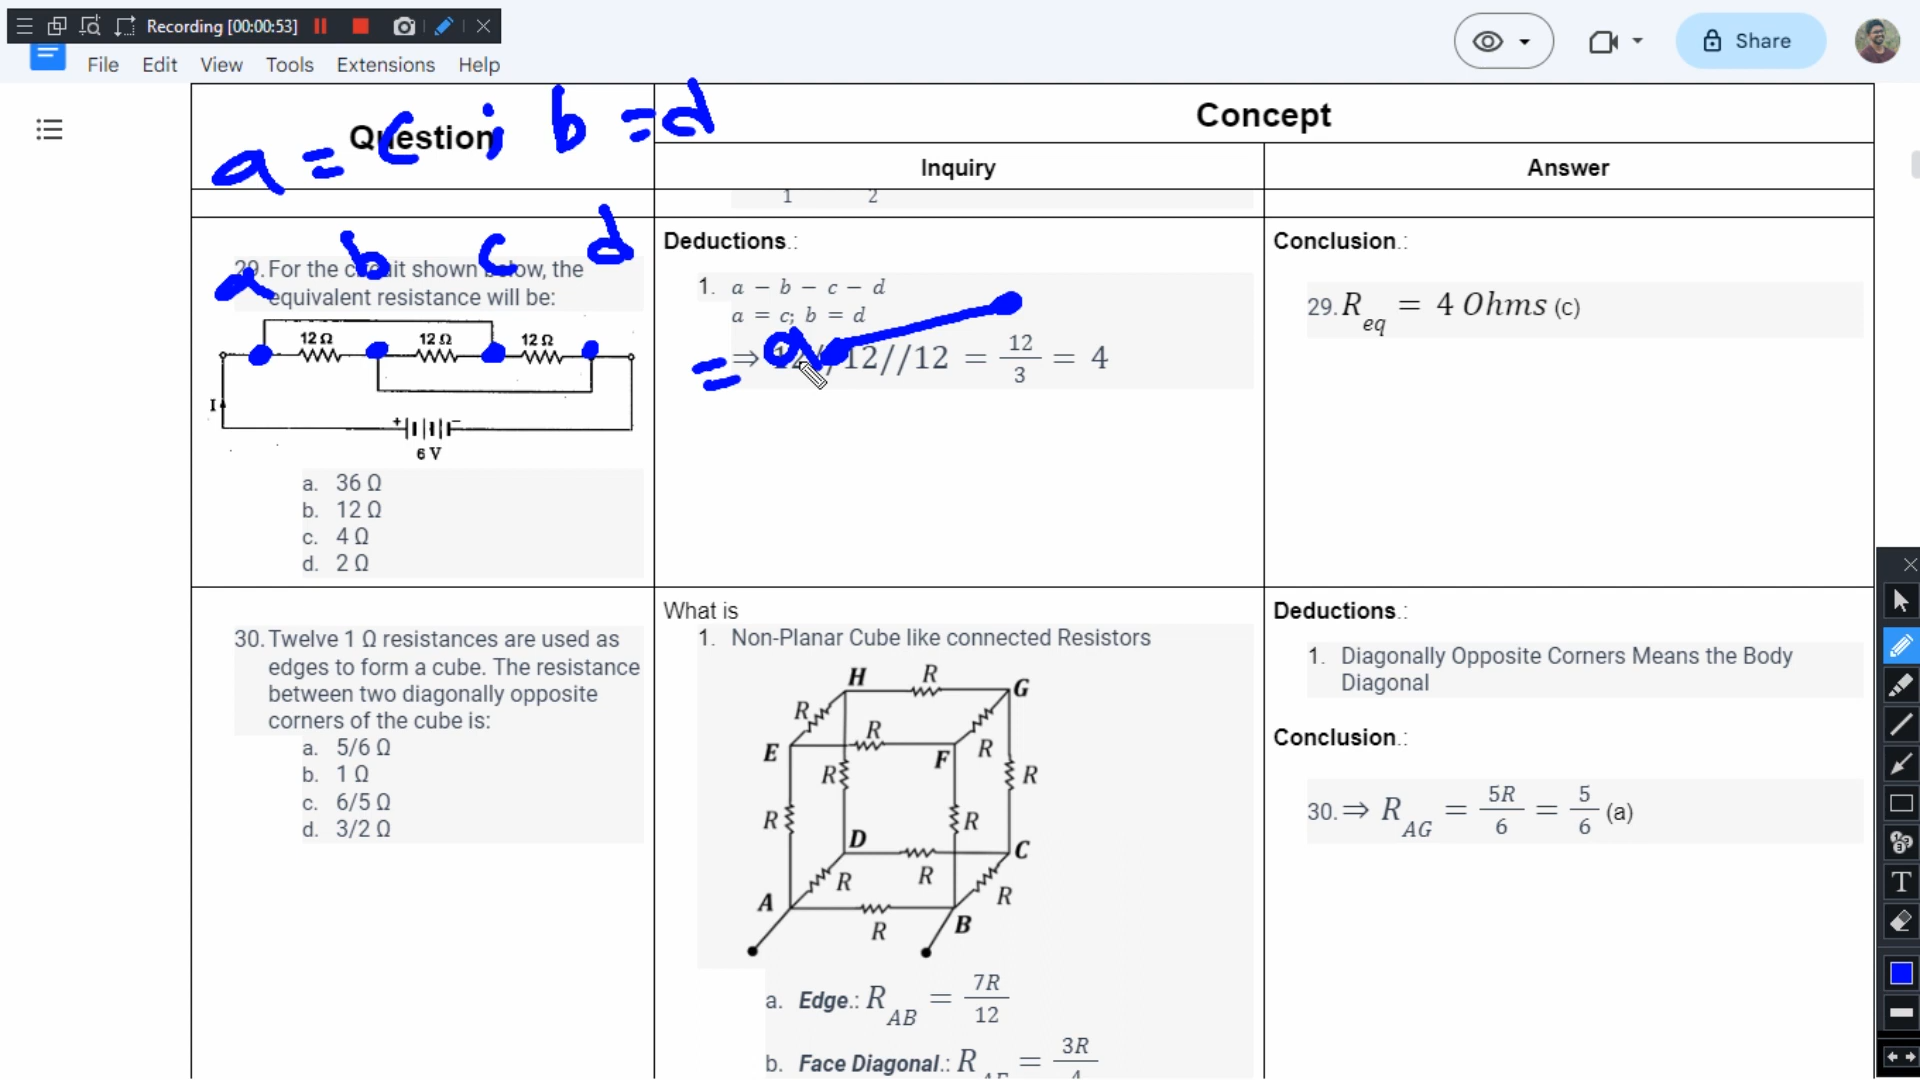 Recording [00:00:53]
Share
File Edit View Tools Extensions Help
Question
a = c ; b = d
Concept
Inquiry
Answer
1 2
a b c d
29. For the circuit shown below, the
equivalent resistance will be:
12 Ω 12 Ω 12 Ω
I
+ −
6 V
a. 36 Ω
b. 12 Ω
c. 4 Ω
d. 2 Ω
Deductions.:
1. a − b − c − d
a = c; b = d
⇒ 12//12//12 = 12/3 = 4
= a
Conclusion.:
29. R_eq = 4 Ohms (c)
30. Twelve 1 Ω resistances are used as
edges to form a cube. The resistance
between two diagonally opposite
corners of the cube is:
a. 5/6 Ω
b. 1 Ω
c. 6/5 Ω
d. 3/2 Ω
What is
1. Non-Planar Cube like connected Resistors
H R G
R
R
E F R
R R
R R
D C
R R R
A B
R
a. Edge.: R_AB = 7R/12
b. Face Diagonal.: R = 3R
Deductions.:
1. Diagonally Opposite Corners Means the Body
Diagonal
Conclusion.:
30. ⇒ R_AG = 5R/6 = 5/6 (a)
T